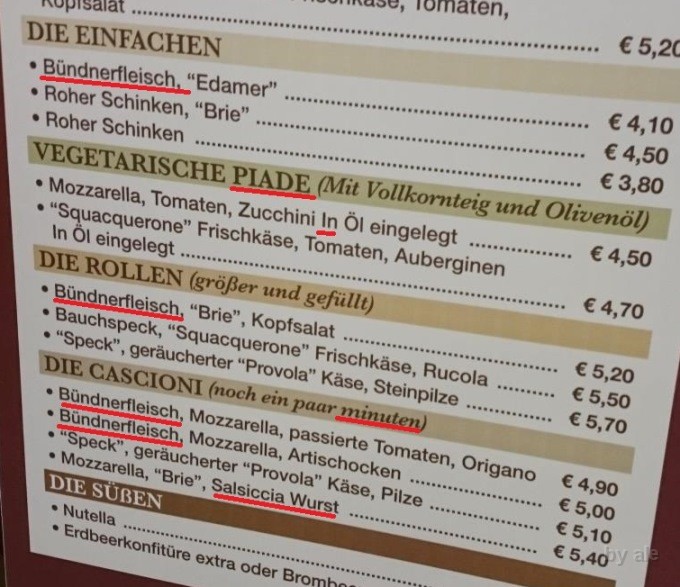 Tomaten,
Kopfsalat ... € 5,20
DIE EINFACHEN
• Bündnerfleisch, “Edamer” ... € 4,10
• Roher Schinken, “Brie” ... € 4,50
• Roher Schinken ... € 3,80
VEGETARISCHE PIADE (Mit Vollkornteig und Olivenöl)
• Mozzarella, Tomaten, Zucchini In Öl eingelegt ... € 4,50
• “Squacquerone” Frischkäse, Tomaten, Auberginen
In Öl eingelegt ... € 4,70
DIE ROLLEN (größer und gefüllt)
• Bündnerfleisch, “Brie”, Kopfsalat ... € 5,20
• Bauchspeck, “Squacquerone” Frischkäse, Rucola ... € 5,50
• “Speck”, geräucherter “Provola” Käse, Steinpilze ... € 5,70
DIE CASCIONI (noch ein paar minuten)
• Bündnerfleisch, Mozzarella, passierte Tomaten, Origano € 4,90
• Bündnerfleisch, Mozzarella, Artischocken ... € 5,00
• “Speck”, geräucherter “Provola” Käse, Pilze ... € 5,10
• Mozzarella, “Brie”, Salsiccia Wurst ... € 5,40
DIE SÜßEN
• Nutella ...
• Erdbeerkonfitüre extra oder
by ale